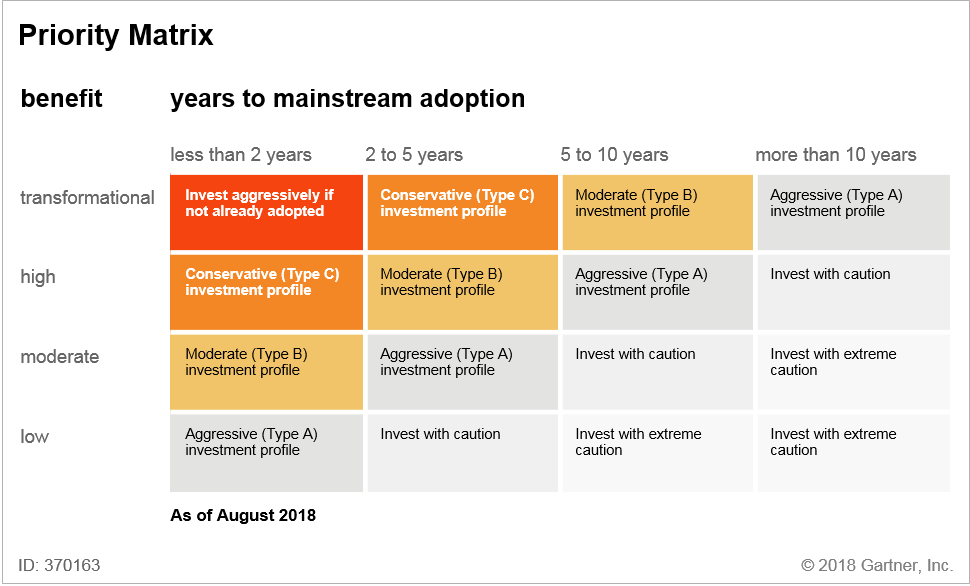 Priority Matrix
benefit
years to mainstream adoption
less than 2 years
2 to 5 years
5 to 10 years
more than 10 years
transformational
Invest aggressively if
not already adopted
Conservative (Type C)
investment profile
Moderate (Type B)
investment profile
Aggressive (Type A)
investment profile
high
Conservative (Type C)
investment profile
Moderate (Type B)
investment profile
Aggressive (Type A)
investment profile
Invest with caution
moderate
Moderate (Type B)
investment profile
Aggressive (Type A)
investment profile
Invest with caution
Invest with extreme
caution
low
Aggressive (Type A)
investment profile
Invest with caution
Invest with extreme
caution
Invest with extreme
caution
As of August 2018
ID: 370163
© 2018 Gartner, Inc.